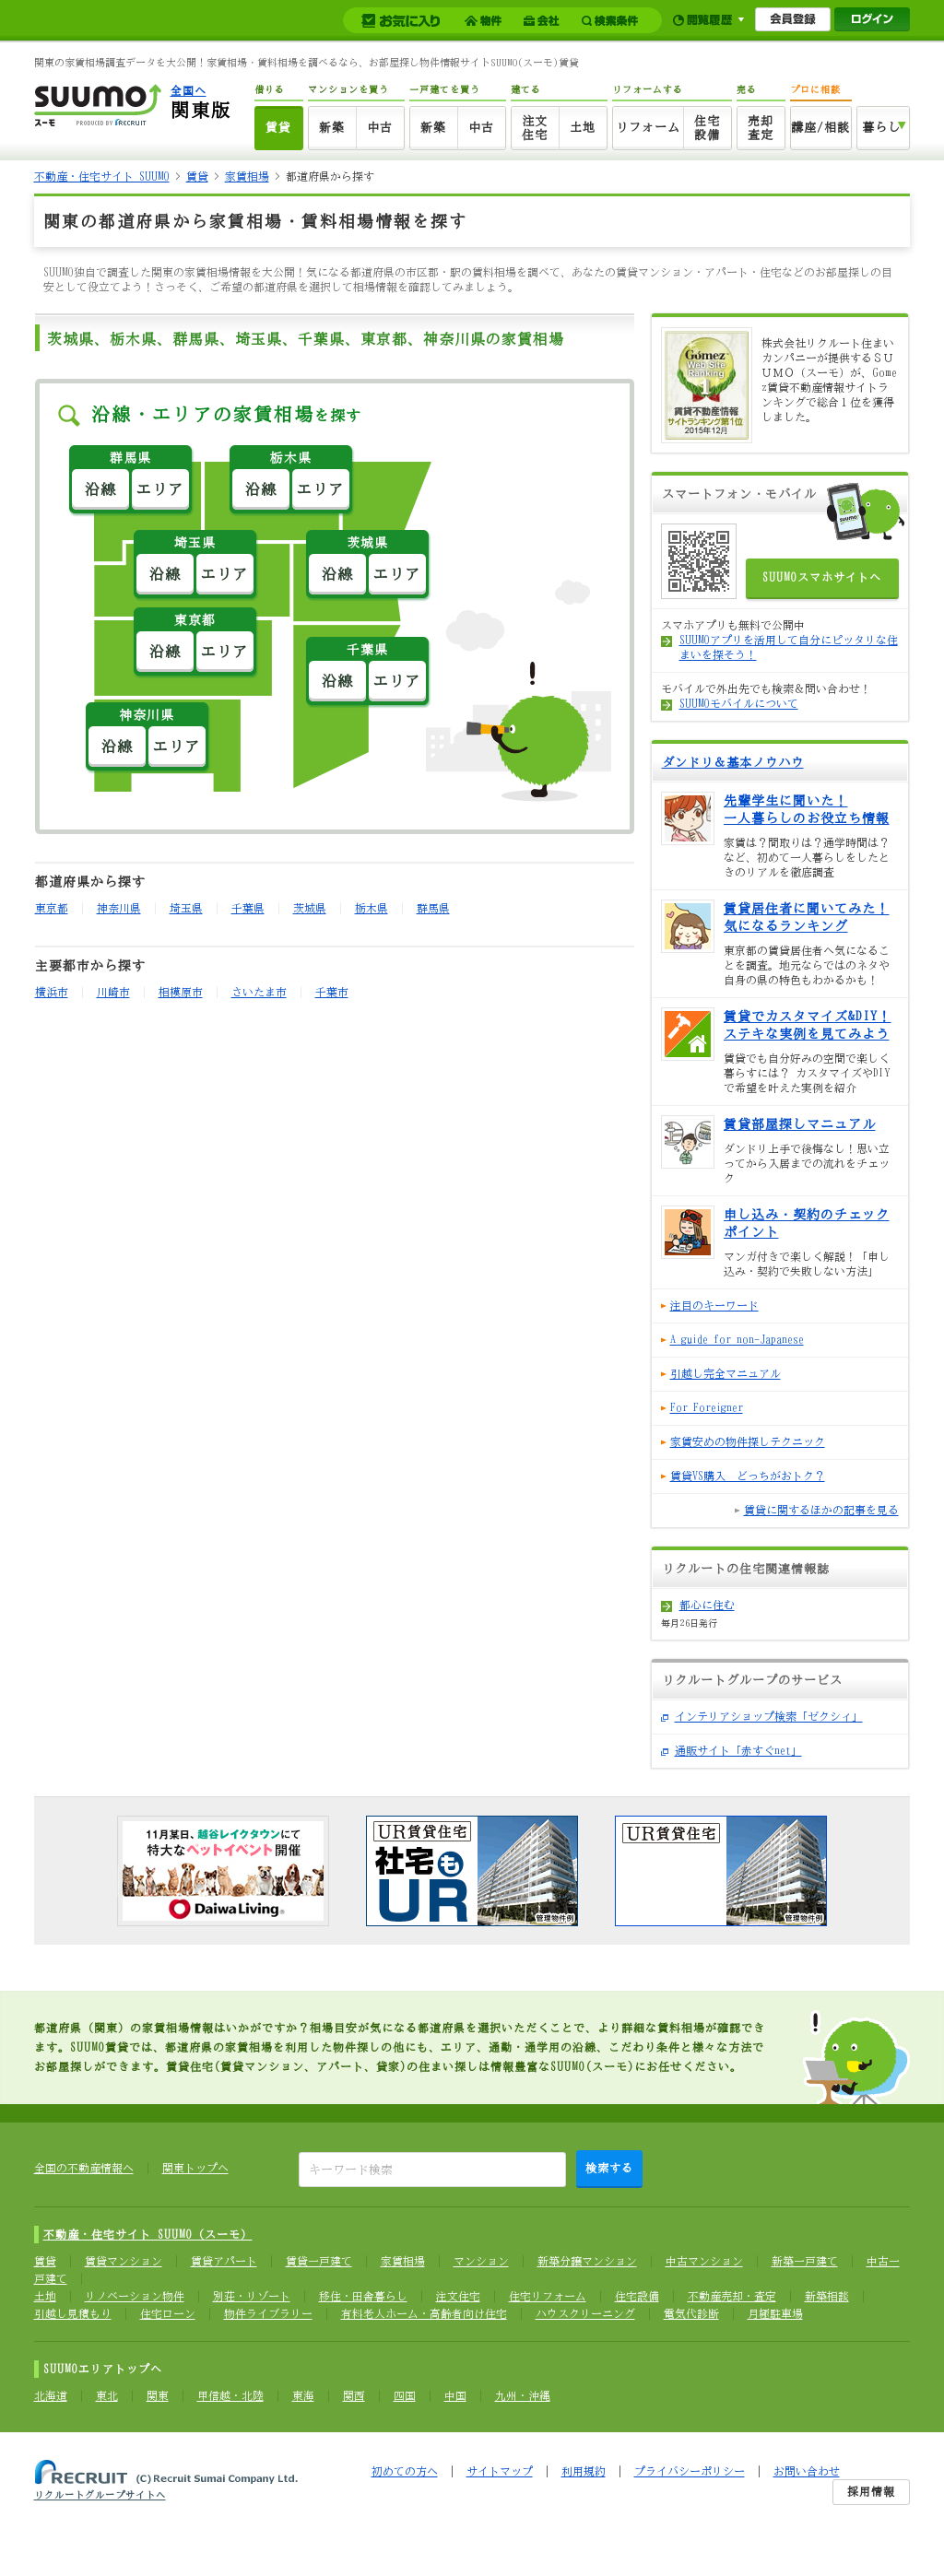 お気に入り 物件 会社 検索条件 閲覧履歴 会員登録 ログイン
関東の家賃相場調査データを大公開！家賃相場・賃料相場を調べるなら、お部屋探し物件情報サイトSUUMO(スーモ)賃貸
SUUMO
スーモ PRODUCED BY RECRUIT
全国へ
関東版
借りる マンションを買う 一戸建てを買う 建てる リフォームする 売る プロに相談
賃貸 新築 中古 新築 中古 注文住宅 土地 リフォーム 住宅設備 売却査定 講座/相談 暮らし
不動産・住宅サイト SUUMO > 賃貸 > 家賃相場 > 都道府県から探す
関東の都道府県から家賃相場・賃料相場情報を探す
SUUMO独自で調査した関東の家賃相場情報を大公開！気になる都道府県の市区郡・駅の賃料相場を調べて、あなたの賃貸マンション・アパート・住宅などのお部屋探しの目
安として役立てよう！さっそく、ご希望の都道府県を選択して相場情報を確認してみましょう。
茨城県、栃木県、群馬県、埼玉県、千葉県、東京都、神奈川県の家賃相場
沿線・エリアの家賃相場を探す
群馬県
沿線 エリア
栃木県
沿線 エリア
埼玉県
沿線 エリア
茨城県
沿線 エリア
東京都
沿線 エリア
千葉県
沿線 エリア
神奈川県
沿線 エリア
都道府県から探す
東京都 神奈川県 埼玉県 千葉県 茨城県 栃木県 群馬県
主要都市から探す
横浜市 川崎市 相模原市 さいたま市 千葉市
Gomez
Web Site
Ranking
1
賃貸不動産情報
サイトランキング第1位
2015年12月
株式会社リクルート住まい
カンパニーが提供するＳＵ
ＵＭＯ（スーモ）が、Gome
z賃貸不動産情報サイトラ
ンキングで総合１位を獲得
しました。
スマートフォン・モバイル
SUUMOスマホサイトへ
スマホアプリも無料で公開中
SUUMOアプリを活用して自分にピッタリな住
まいを探そう！
モバイルで外出先でも検索&問い合わせ！
SUUMOモバイルについて
ダンドリ＆基本ノウハウ
先輩学生に聞いた！
一人暮らしのお役立ち情報
家賃は？間取りは？通学時間は？
など、初めて一人暮らしをしたと
きのリアルを徹底調査
賃貸居住者に聞いてみた！
気になるランキング
東京都の賃貸居住者へ気になるこ
とを調査。地元ならではのネタや
自身の県の特色もわかるかも！
賃貸でカスタマイズ&DIY！
ステキな実例を見てみよう
賃貸でも自分好みの空間で楽しく
暮らすには？ カスタマイズやDIY
で希望を叶えた実例を紹介
賃貸部屋探しマニュアル
ダンドリ上手で後悔なし！思い立
ってから入居までの流れをチェッ
ク
申し込み・契約のチェック
ポイント
マンガ付きで楽しく解説！「申し
込み・契約で失敗しない方法」
注目のキーワード
A guide for non-Japanese
引越し完全マニュアル
For Foreigner
家賃安めの物件探しテクニック
賃貸VS購入　どっちがおトク？
賃貸に関するほかの記事を見る
リクルートの住宅関連情報誌
都心に住む
毎月26日発行
リクルートグループのサービス
インテリアショップ検索「ゼクシィ」
通販サイト「赤すぐnet」
11月某日、越谷レイクタウンにて
特大なペットイベント開催
Daiwa Living
UR賃貸住宅
社宅も
UR
管理物件例
UR賃貸住宅
管理物件例
都道府県（関東）の家賃相場情報はいかがですか？相場目安が気になる都道府県を選択いただくことで、より詳細な賃料相場が確認でき
ます。SUUMO賃貸では、都道府県の家賃相場を利用した物件探しの他にも、エリア、通勤・通学用の沿線、こだわり条件と様々な方法で
お部屋探しができます。賃貸住宅(賃貸マンション、アパート、貸家)の住まい探しは情報豊富なSUUMO(スーモ)にお任せください。
全国の不動産情報へ 関東トップへ キーワード検索 検索する
不動産・住宅サイト SUUMO（スーモ）
賃貸 賃貸マンション 賃貸アパート 賃貸一戸建て 家賃相場 マンション 新築分譲マンション 中古マンション 新築一戸建て 中古一
戸建て
土地 リノベーション物件 別荘・リゾート 移住・田舎暮らし 注文住宅 住宅リフォーム 住宅設備 不動産売却・査定 新築相談
引越し見積もり 住宅ローン 物件ライブラリー 有料老人ホーム・高齢者向け住宅 ハウスクリーニング 電気代診断 月極駐車場
SUUMOエリアトップへ
北海道 東北 関東 甲信越・北陸 東海 関西 四国 中国 九州・沖縄
RECRUIT (C) Recruit Sumai Company Ltd.
リクルートグループサイトへ
初めての方へ | サイトマップ | 利用規約 | プライバシーポリシー | お問い合わせ
採用情報